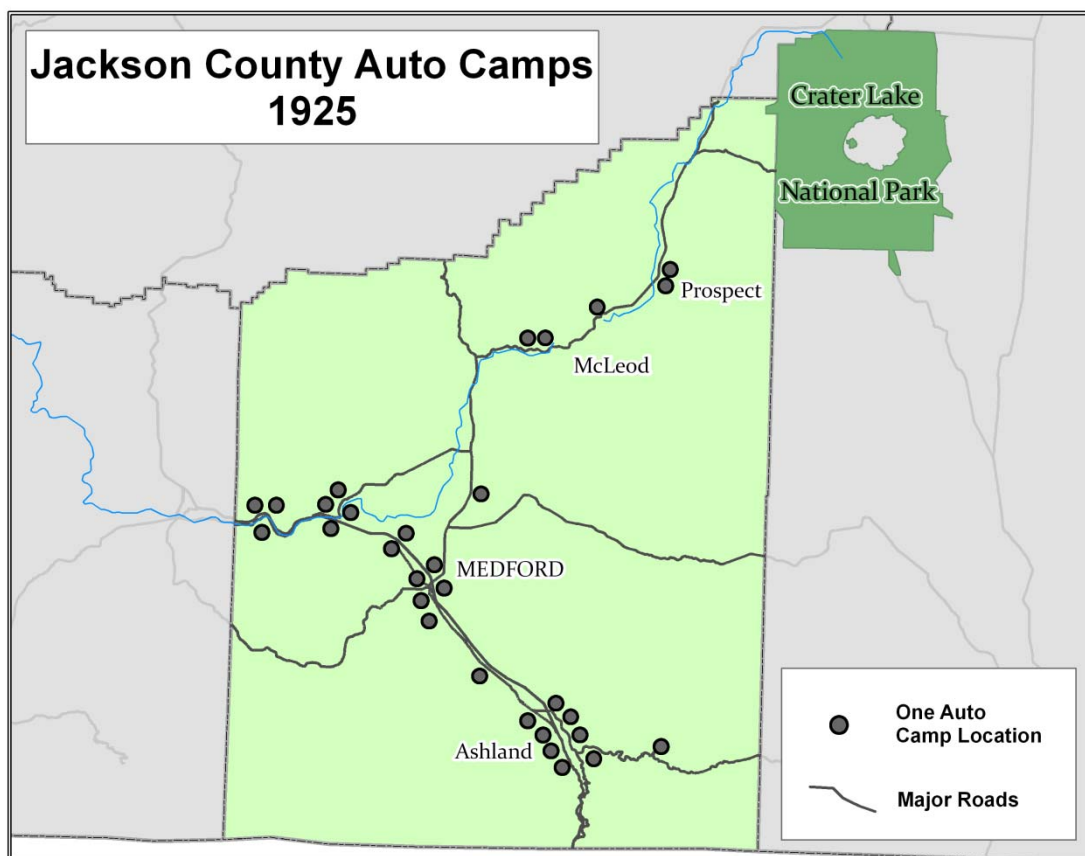 Jackson County Auto Camps
1925
Crater Lake
National Park
Prospect
McLeod
MEDFORD
Ashland
One Auto
Camp Location
Major Roads